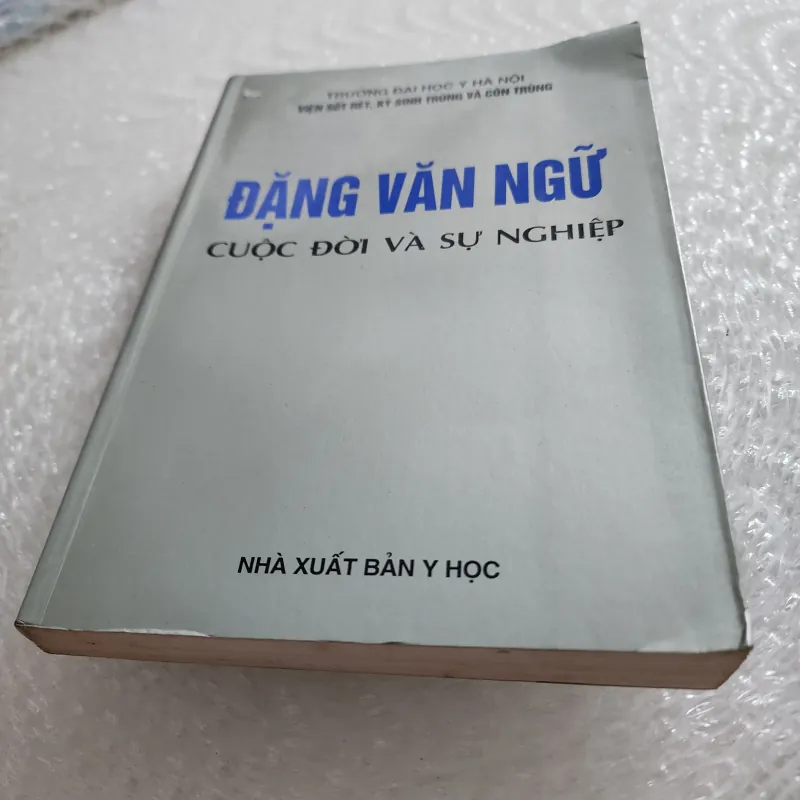 TRƯỜNG ĐẠI HỌC Y HÀ NỘI
VIỆN SỐT RÉT, KÝ SINH TRÙNG VÀ CÔN TRÙNG
ĐẶNG VĂN NGỮ
CUỘC ĐỜI VÀ SỰ NGHIỆP
NHÀ XUẤT BẢN Y HỌC